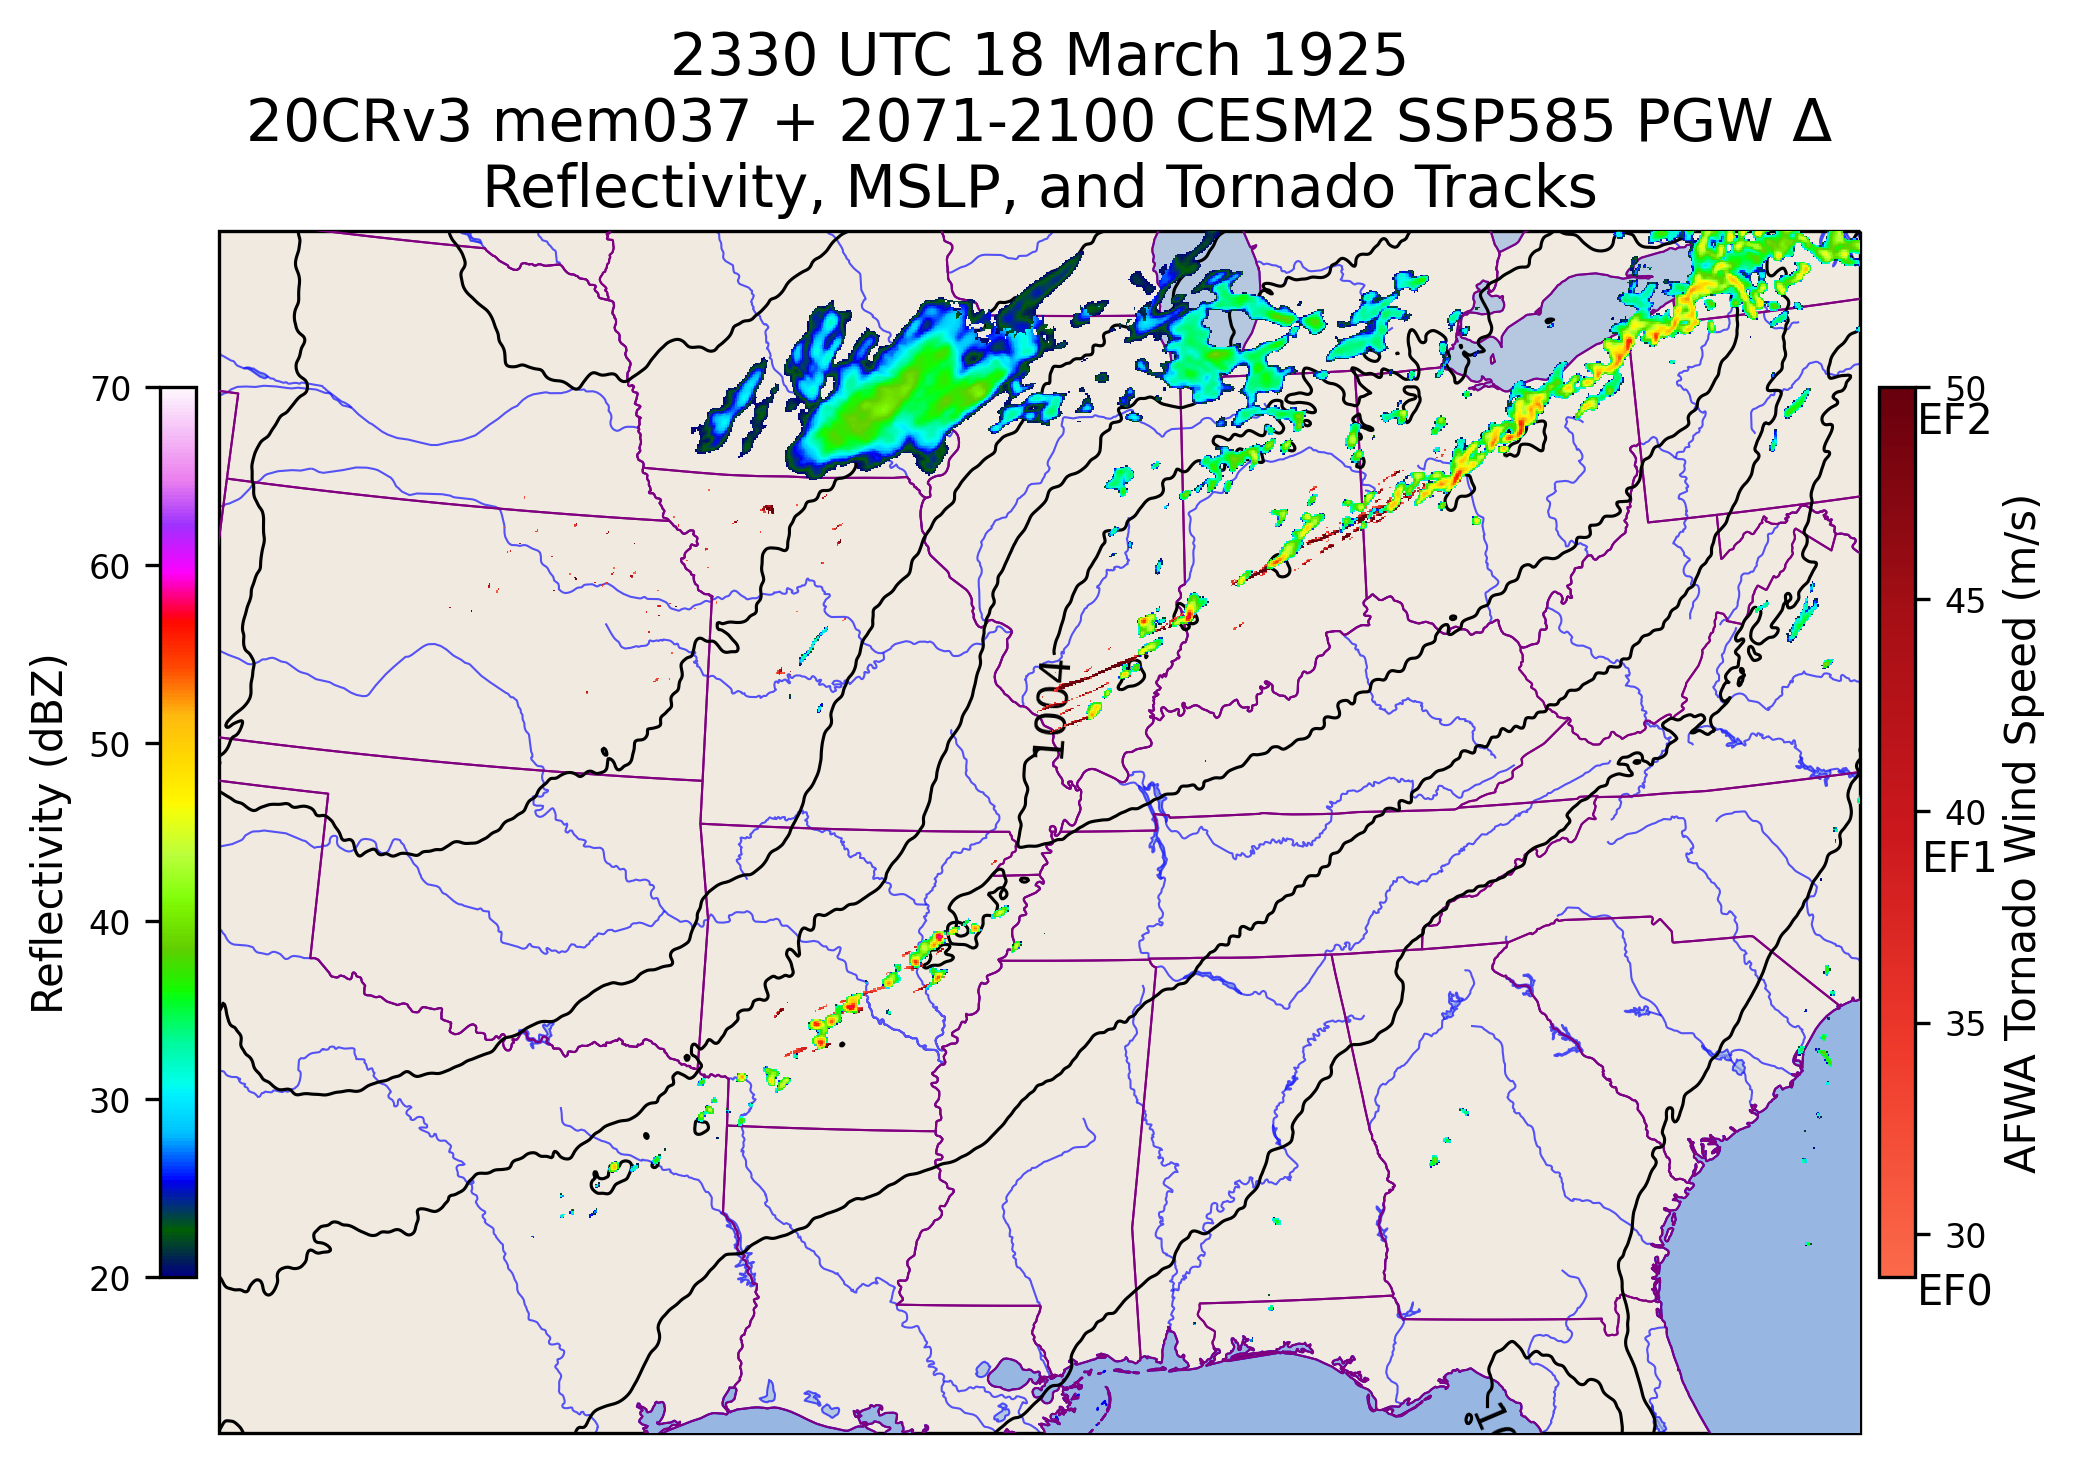 2330 UTC 18 March 1925
20CRv3 mem037 + 2071-2100 CESM2 SSP585 PGW Δ
Reflectivity, MSLP, and Tornado Tracks
70
60
50
40
30
20
Reflectivity (dBZ)
1004
50
EF2
45
40
EF1
35
30
EF0
AFWA Tornado Wind Speed (m/s)